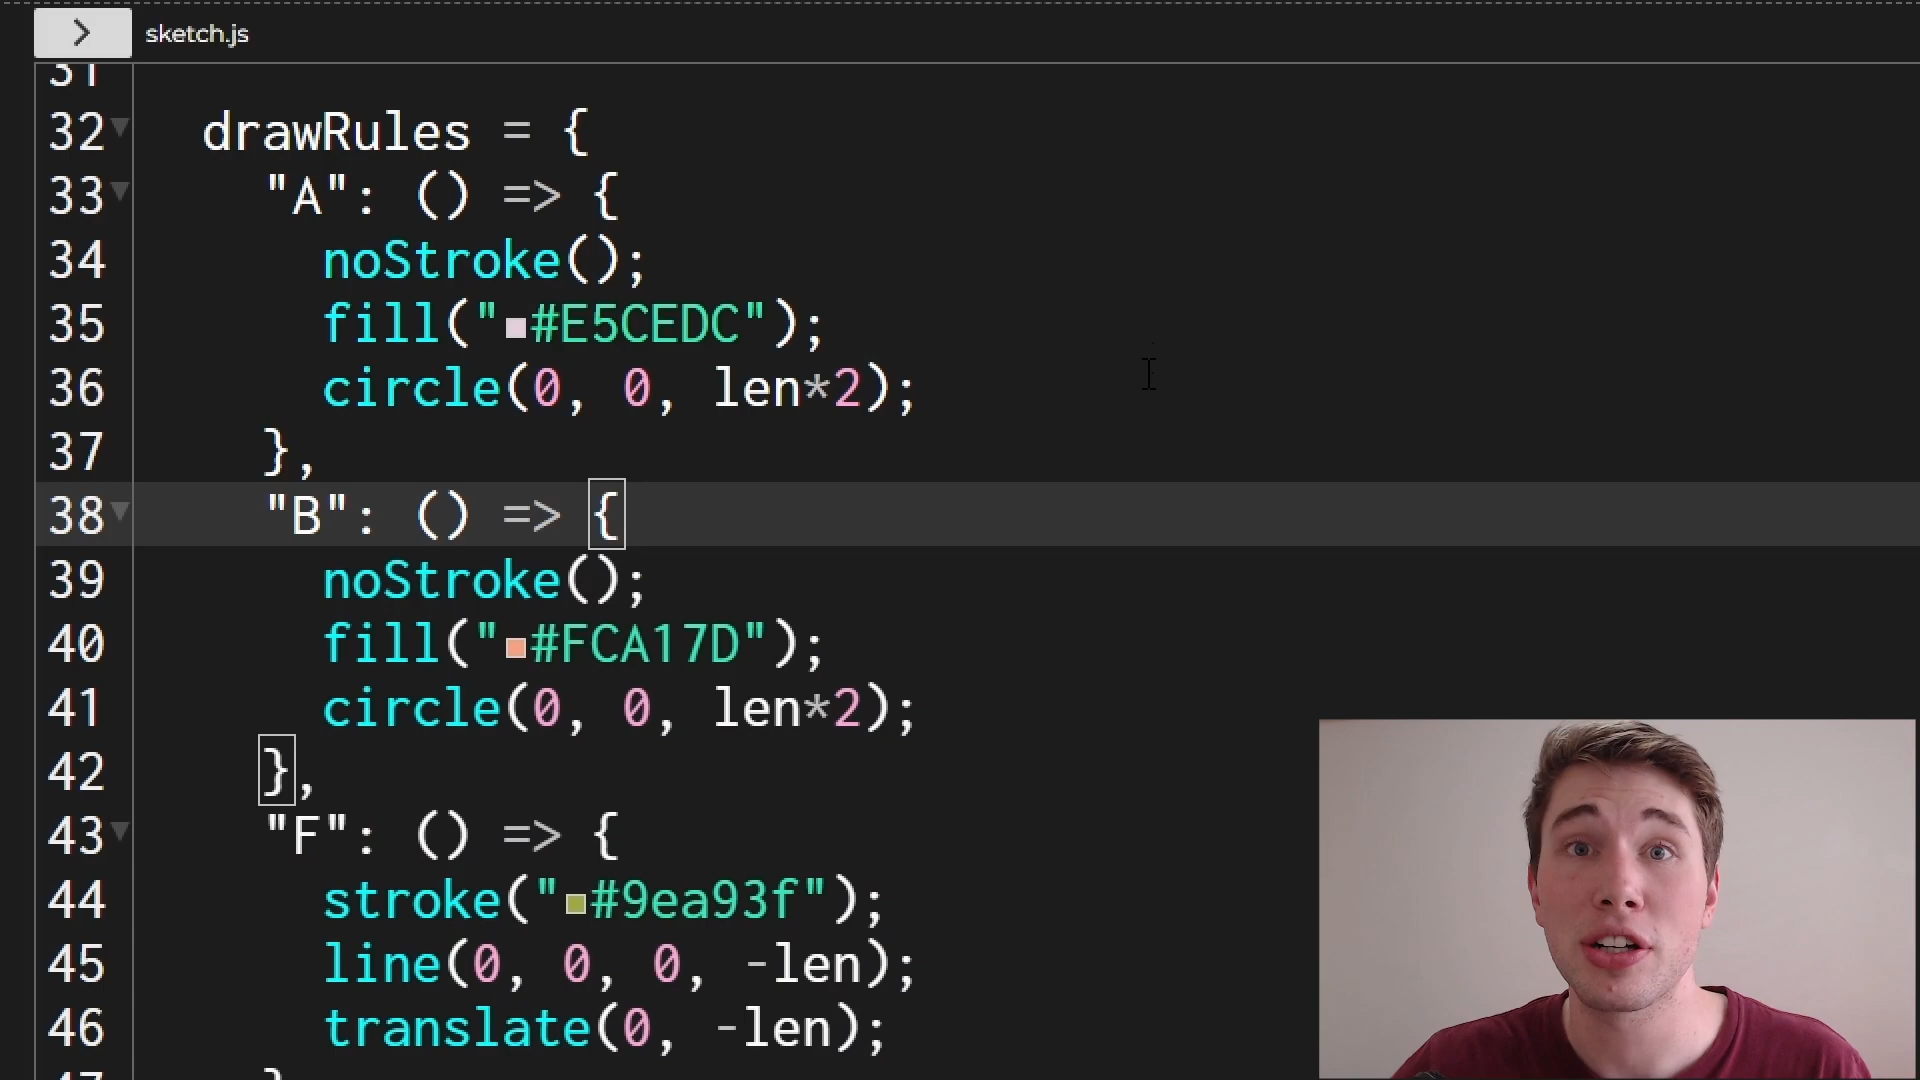 sketch.js
31
32 drawRules = {
33 "A": () => {
34 noStroke();
35 fill("#E5CEDC");
36 circle(0, 0, len*2);
37 },
38 "B": () => {
39 noStroke();
40 fill("#FCA17D");
41 circle(0, 0, len*2);
42 },
43 "F": () => {
44 stroke("#9ea93f");
45 line(0, 0, 0, -len);
46 translate(0, -len);
47 }